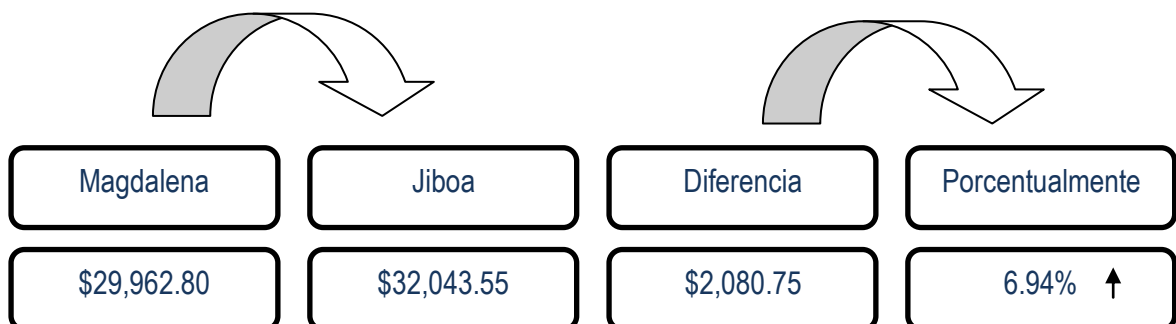 Magdalena Jiboa Diferencia Porcentualmente
$29,962.80 $32,043.55 $2,080.75 6.94%